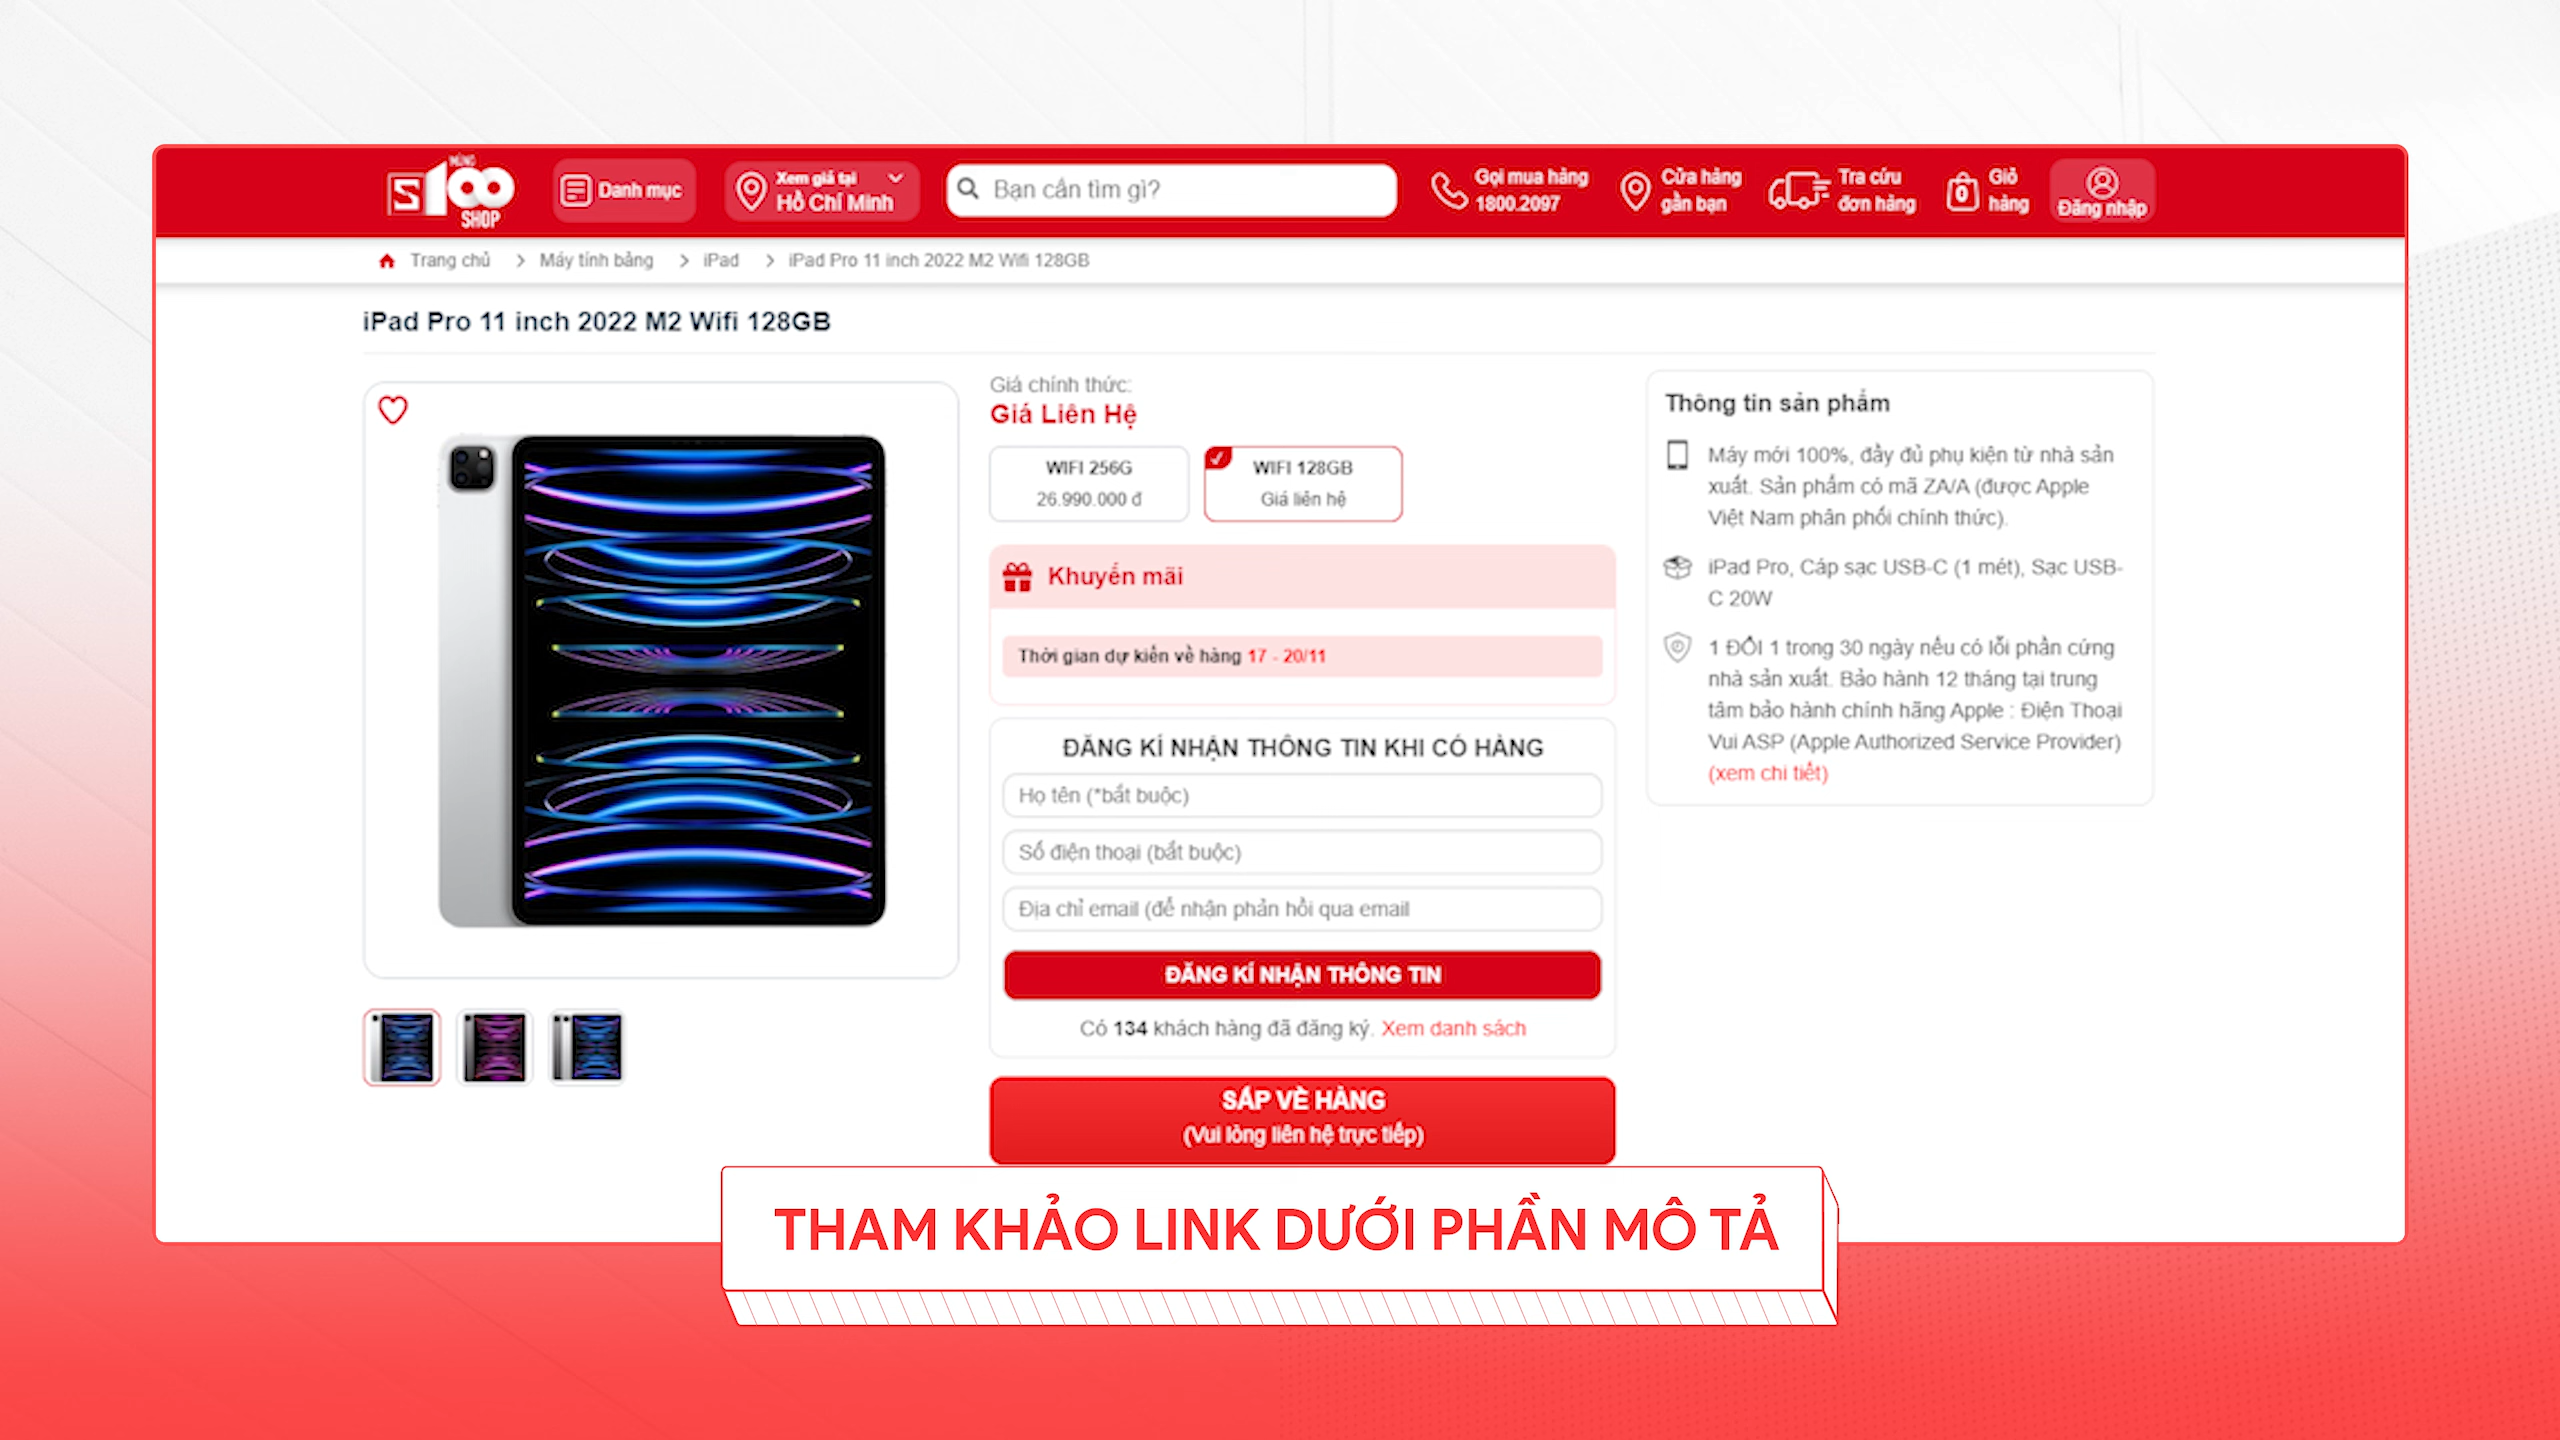 MỪNG
S 100
SHOP
Danh mục
Xem giá tại
Hồ Chí Minh
Bạn cần tìm gì?
Gọi mua hàng
1800.2097
Cửa hàng
gần bạn
Tra cứu
đơn hàng
0
Giỏ
hàng
Đăng nhập
Trang chủ > Máy tính bảng > iPad > iPad Pro 11 inch 2022 M2 Wifi 128GB
iPad Pro 11 inch 2022 M2 Wifi 128GB
Giá chính thức:
Giá Liên Hệ
WIFI 256G
26.990.000 đ
WIFI 128GB
Giá liên hệ
Khuyến mãi
Thời gian dự kiến về hàng 17 - 20/11
ĐĂNG KÍ NHẬN THÔNG TIN KHI CÓ HÀNG
Họ tên (*bắt buộc)
Số điện thoại (bắt buộc)
Địa chỉ email (để nhận phản hồi qua email
ĐĂNG KÍ NHẬN THÔNG TIN
Có 134 khách hàng đã đăng ký. Xem danh sách
SẮP VỀ HÀNG
(Vui lòng liên hệ trực tiếp)
Thông tin sản phẩm
Máy mới 100%, đầy đủ phụ kiện từ nhà sản
xuất. Sản phẩm có mã ZA/A (được Apple
Việt Nam phân phối chính thức).
iPad Pro, Cáp sạc USB-C (1 mét), Sạc USB-
C 20W
1 ĐỔI 1 trong 30 ngày nếu có lỗi phần cứng
nhà sản xuất. Bảo hành 12 tháng tại trung
tâm bảo hành chính hãng Apple : Điện Thoại
Vui ASP (Apple Authorized Service Provider)
(xem chi tiết)
THAM KHẢO LINK DƯỚI PHẦN MÔ TẢ